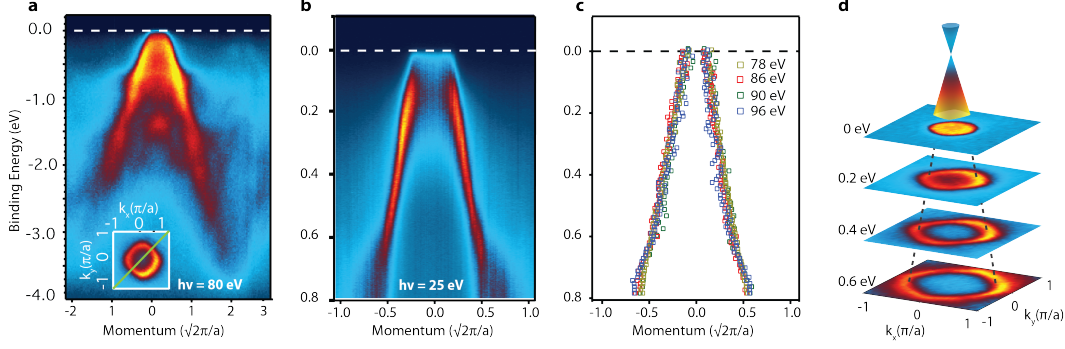 a
0.0
-1.0
-2.0
-3.0
-4.0
Binding Energy (eV)
kx(π/a)
-1 0 1
ky(π/a)
-1 0 1
hν = 80 eV
-1 0 1 2 3
Momentum (√2π/a)
b
0.0
0.2
0.4
0.6
0.8
hν = 25 eV
-1.0 -0.5 0.0 0.5 1.0
Momentum (√2π/a)
c
0.0
0.2
0.4
0.6
0.8
78 eV
86 eV
90 eV
96 eV
-1.0 -0.5 0.0 0.5 1.0
Momentum (√2π/a)
d
0 eV
0.2 eV
0.4 eV
0.6 eV
-1 0 1
kx(π/a)
-1 0 1
ky(π/a)